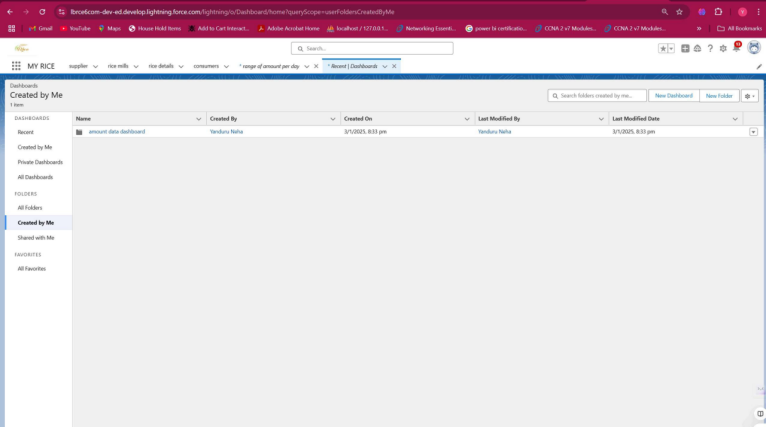 lbrce6com-dev-ed.develop.lightning.force.com/lightning/o/Dashboard/home?queryScope=userFoldersCreatedByMe
Gmail YouTube Maps House Hold Items Add to Cart Interact... Adobe Acrobat Home localhost / 127.0.0.1... Networking Essenti... power bi certificatio... CCNA 2 v7 Modules... CCNA 2 v7 Modules... » All Bookmarks
Search...
MY RICE supplier rice mills rice details consumers * range of amount per day * Recent | Dashboards
Dashboards
Created by Me
1 item
Search folders created by me...
New Dashboard
New Folder
DASHBOARDS
Recent
Created by Me
Private Dashboards
All Dashboards
FOLDERS
All Folders
Created by Me
Shared with Me
FAVORITES
All Favorites
Name Created By Created On Last Modified By Last Modified Date
amount data dashboard Yanduru Naha 3/1/2025, 8:33 pm Yanduru Naha 3/1/2025, 8:33 pm